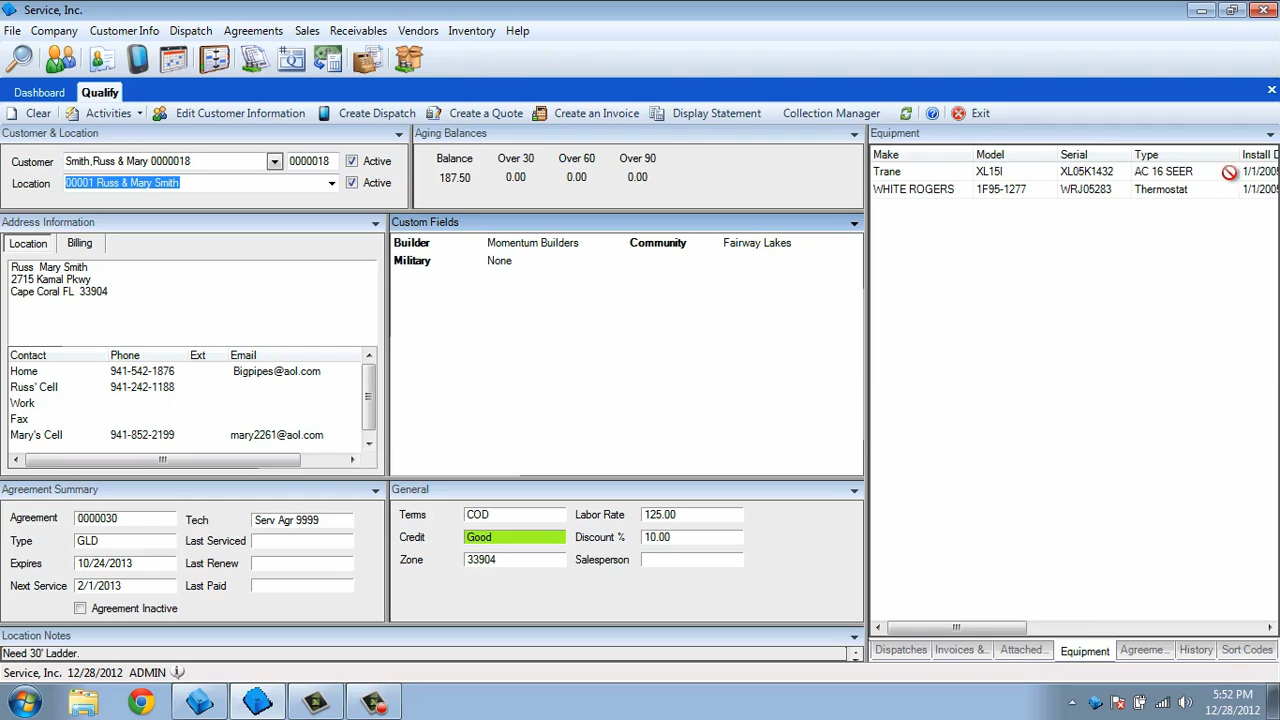 Service, Inc.
File Company Customer Info Dispatch Agreements Sales Receivables Vendors Inventory Help
Dashboard Qualify
Clear Activities Edit Customer Information Create Dispatch Create a Quote Create an Invoice Display Statement Collection Manager Exit
Customer & Location
Customer Smith,Russ & Mary 0000018 0000018 Active
Location 00001 Russ & Mary Smith Active
Aging Balances
Balance Over 30 Over 60 Over 90
187.50 0.00 0.00 0.00
Equipment
Make Model Serial Type Install D
Trane XL15I XL05K1432 AC 16 SEER 1/1/2005
WHITE ROGERS 1F95-1277 WRJ05283 Thermostat 1/1/2005
Address Information
Location Billing
Russ Mary Smith
2715 Kamal Pkwy
Cape Coral FL 33904
Contact Phone Ext Email
Home 941-542-1876 Bigpipes@aol.com
Russ' Cell 941-242-1188
Work
Fax
Mary's Cell 941-852-2199 mary2261@aol.com
Custom Fields
Builder Momentum Builders Community Fairway Lakes
Military None
Agreement Summary
Agreement 0000030 Tech Serv Agr 9999
Type GLD Last Serviced
Expires 10/24/2013 Last Renew
Next Service 2/1/2013 Last Paid
Agreement Inactive
General
Terms COD Labor Rate 125.00
Credit Good Discount % 10.00
Zone 33904 Salesperson
Location Notes
Need 30' Ladder.
Dispatches Invoices &... Attached... Equipment Agreeme... History Sort Codes
Service, Inc. 12/28/2012 ADMIN
5:52 PM
12/28/2012